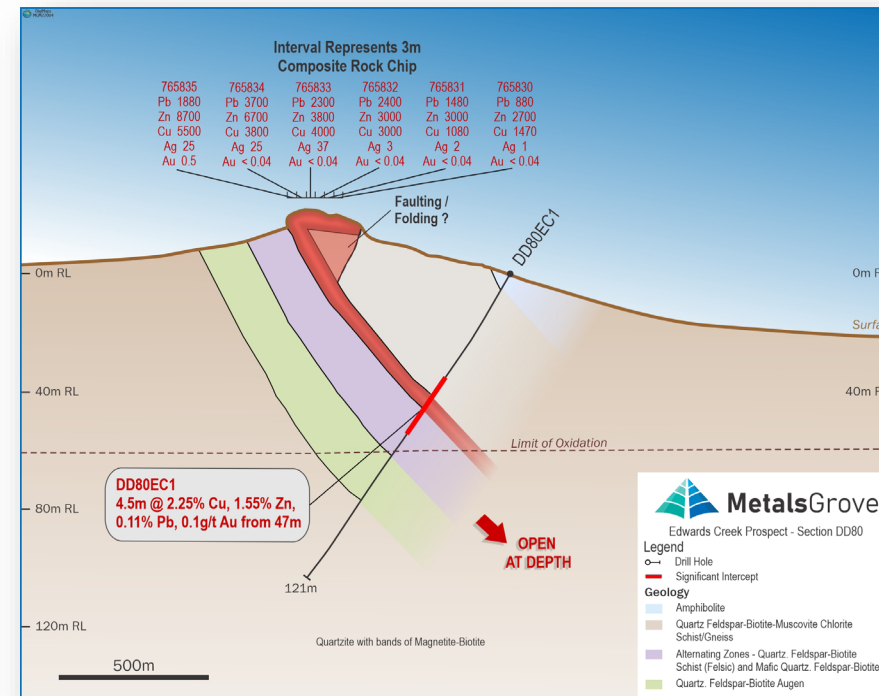 Interval Represents 3m
Composite Rock Chip
765835
Pb 1880
Zn 8700
Cu 5500
Ag 25
Au 0.5
765834
Pb 3700
Zn 6700
Cu 3800
Ag 25
Au < 0.04
765833
Pb 2300
Zn 3800
Cu 4000
Ag 37
Au < 0.04
765832
Pb 2400
Zn 3000
Cu 3000
Ag 3
Au < 0.04
765831
Pb 1480
Zn 3000
Cu 1080
Ag 2
Au < 0.04
765830
Pb 880
Zn 2700
Cu 1470
Ag 1
Au < 0.04
Faulting /
Folding ?
DD80EC1
0m RL
0m R
Surfa
40m RL
40m R
Limit of Oxidation
DD80EC1
4.5m @ 2.25% Cu, 1.55% Zn,
0.11% Pb, 0.1g/t Au from 47m
80m RL
OPEN
AT DEPTH
121m
120m RL
Quartzite with bands of Magnetite-Biotite
500m
MetalsGrove
Edwards Creek Prospect - Section DD80
Legend
Drill Hole
Significant Intercept
Geology
Amphibolite
Quartz Feldspar-Biotite-Muscovite Chlorite
Schist/Gneiss
Alternating Zones - Quartz. Feldspar-Biotite
Schist (Felsic) and Mafic Quartz. Feldspar-Biotite
Quartz. Feldspar-Biotite Augen